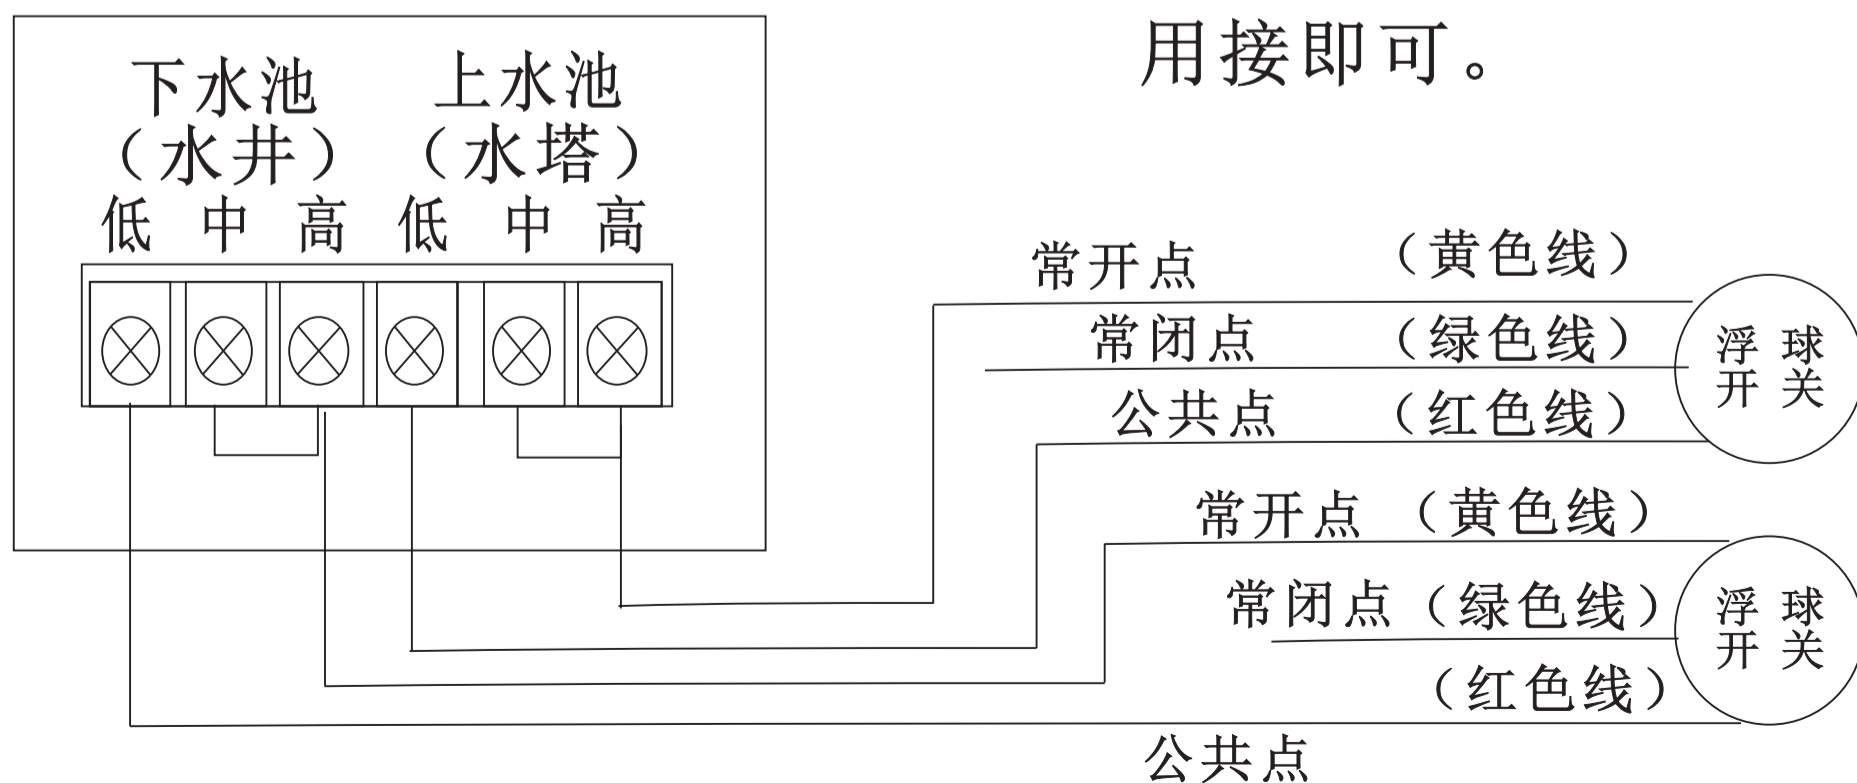 用接即可。
下水池 上水池
（水井） （水塔）
低 中 高 低 中 高
常开点 （黄色线）
常闭点 （绿色线）
公共点 （红色线）
浮球
开关
常开点 （黄色线）
常闭点 （绿色线）
（红色线）
公共点
浮球
开关